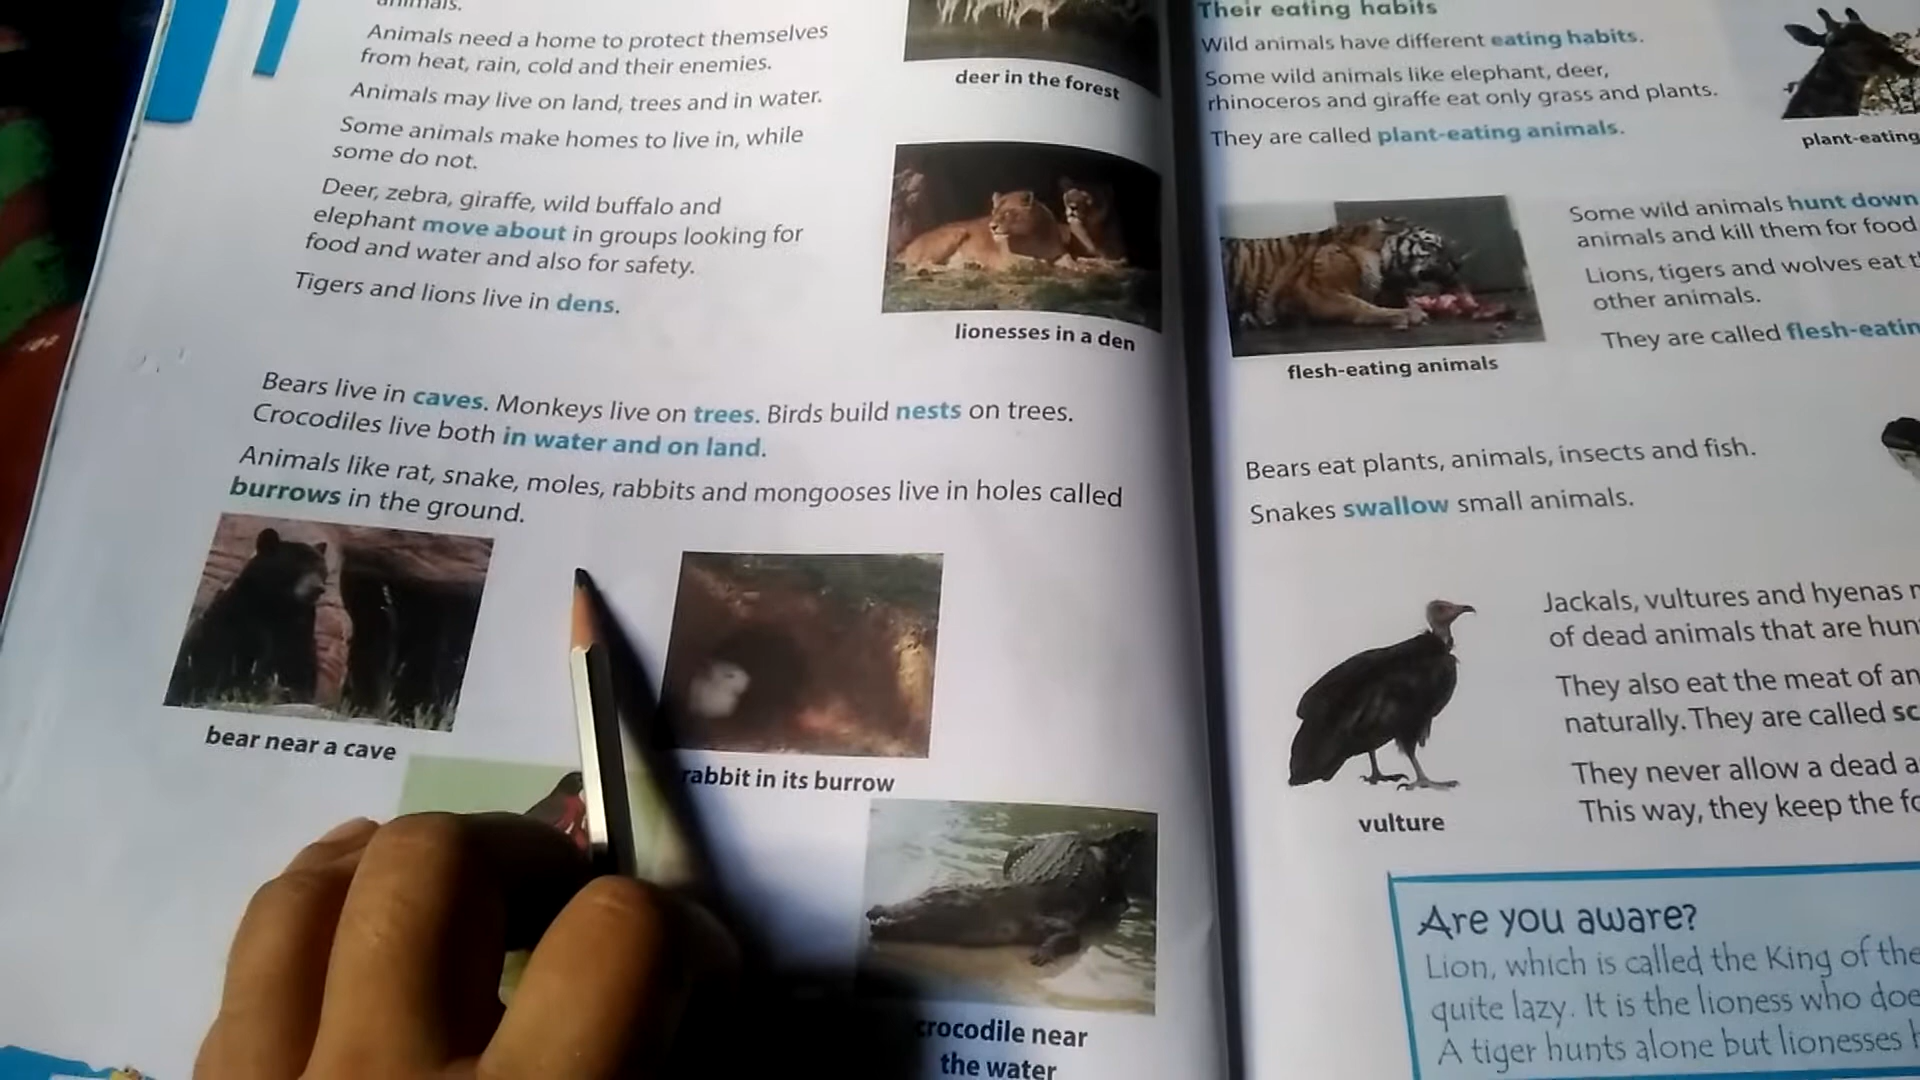 animals.
Animals need a home to protect themselves
from heat, rain, cold and their enemies.
Animals may live on land, trees and in water.
Some animals make homes to live in, while
some do not.
Deer, zebra, giraffe, wild buffalo and
elephant move about in groups looking for
food and water and also for safety.
Tigers and lions live in dens.
deer in the forest
lionesses in a den
Bears live in caves. Monkeys live on trees. Birds build nests on trees.
Crocodiles live both in water and on land.
Animals like rat, snake, moles, rabbits and mongooses live in holes called
burrows in the ground.
bear near a cave
rabbit in its burrow
crocodile near
the water
Their eating habits
Wild animals have different eating habits.
Some wild animals like elephant, deer,
rhinoceros and giraffe eat only grass and plants.
They are called plant-eating animals.
plant-eating
Some wild animals hunt down
animals and kill them for food
Lions, tigers and wolves eat
other animals.
They are called flesh-eatin
flesh-eating animals
Bears eat plants, animals, insects and fish.
Snakes swallow small animals.
Jackals, vultures and hyenas
of dead animals that are
They also eat the meat of
naturally. They are called
They never allow a dead
This way, they keep the
vulture
Are you aware?
Lion, which is called the King of the
quite lazy. It is the lioness who
A tiger hunts alone but lionesses